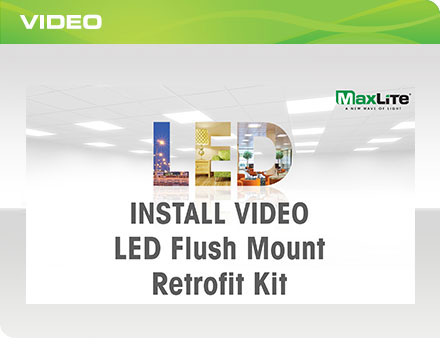 VIDEO
MAXLITE®
A NEW WAVE OF LIGHT
LED
INSTALL VIDEO
LED Flush Mount
Retrofit Kit